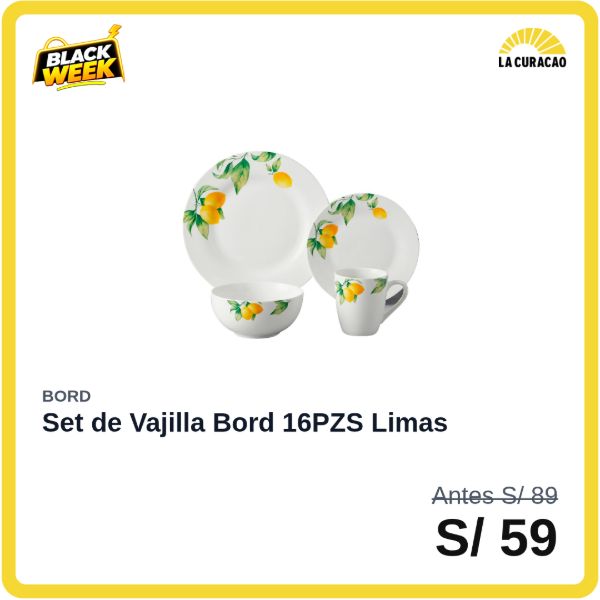 BLACK
WEEK
LA CURACAO
BORD
Set de Vajilla Bord 16PZS Limas
Antes S/ 89
S/ 59